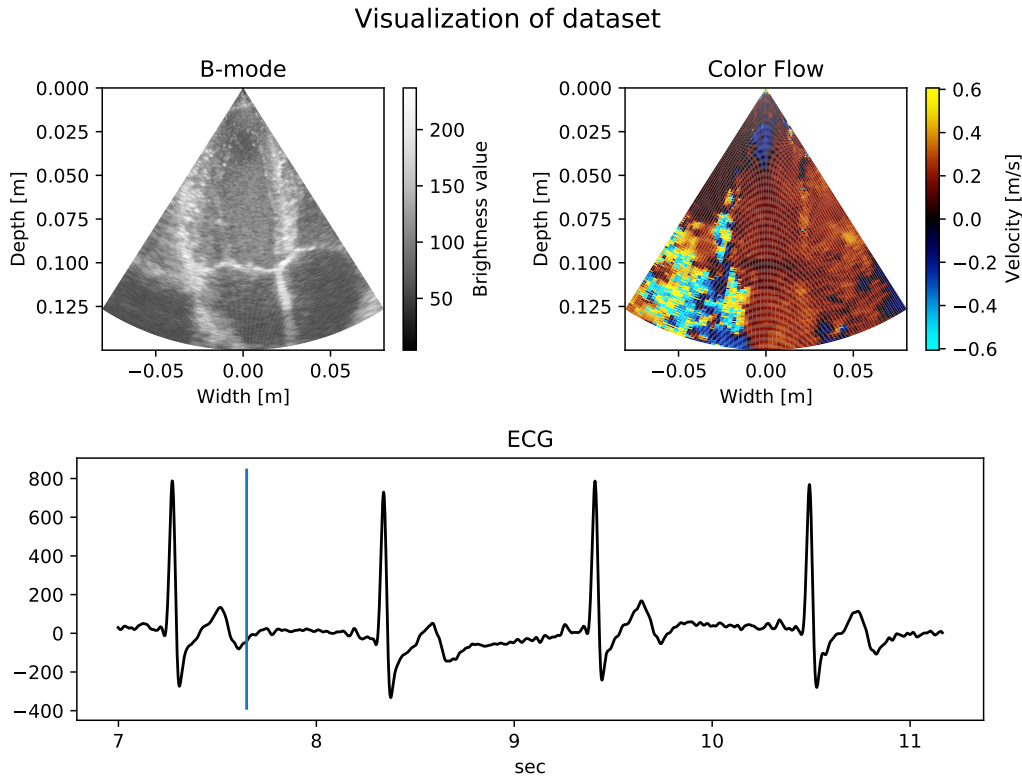 Visualization of dataset
B-mode
0.000
0.025
0.050
0.075
0.100
0.125
Depth [m]
−0.05 0.00 0.05
Width [m]
200
150
100
50
Brightness value
Color Flow
0.000
0.025
0.050
0.075
0.100
0.125
Depth [m]
−0.05 0.00 0.05
Width [m]
0.6
0.4
0.2
0.0
−0.2
−0.4
−0.6
Velocity [m/s]
ECG
800
600
400
200
0
−200
−400
7 8 9 10 11
sec